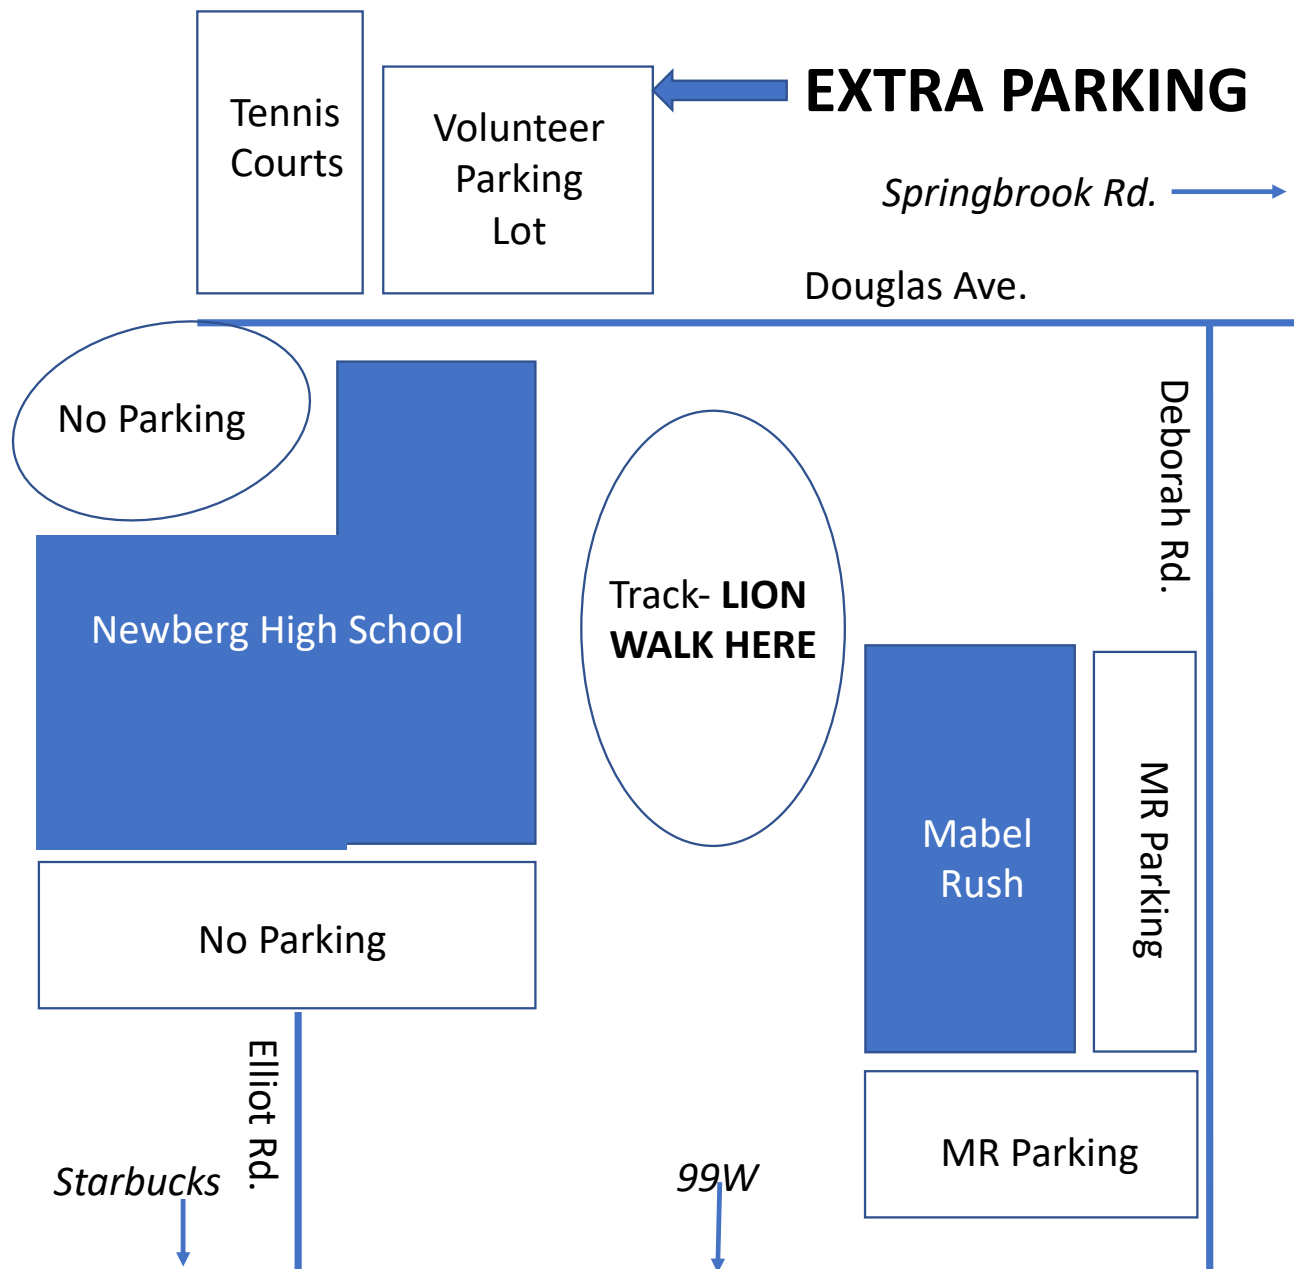 EXTRA PARKING
Tennis
Courts
Volunteer
Parking
Lot
Springbrook Rd.
Douglas Ave.
No Parking
Deborah Rd.
Newberg High School
Track- LION
WALK HERE
Mabel
Rush
MR Parking
No Parking
Elliot Rd.
MR Parking
Starbucks
99W